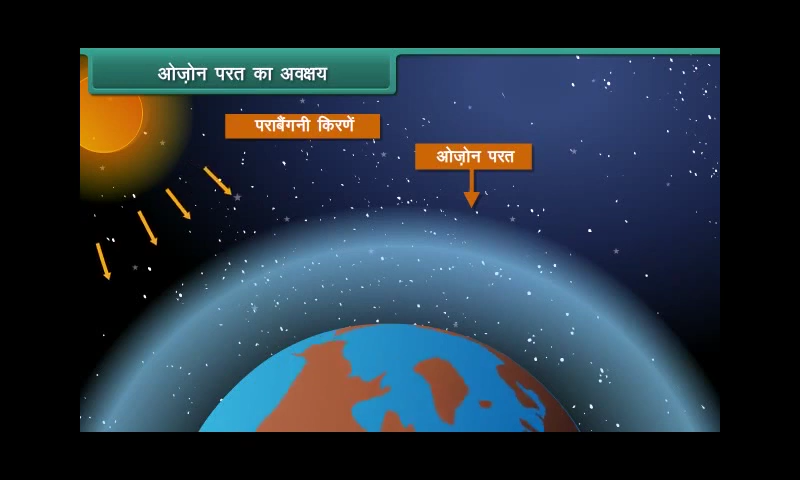 ओज़ोन परत का अवक्षय
पराबैंगनी किरणें
ओज़ोन परत